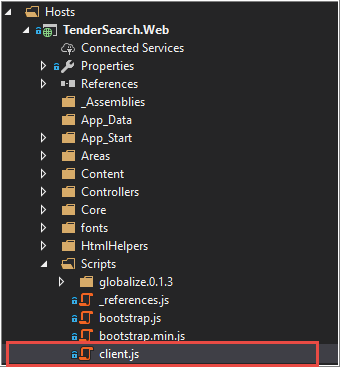 Hosts
TenderSearch.Web
Connected Services
Properties
References
_Assemblies
App_Data
App_Start
Areas
Content
Controllers
Core
fonts
HtmlHelpers
Scripts
globalize.0.1.3
_references.js
bootstrap.js
bootstrap.min.js
client.js